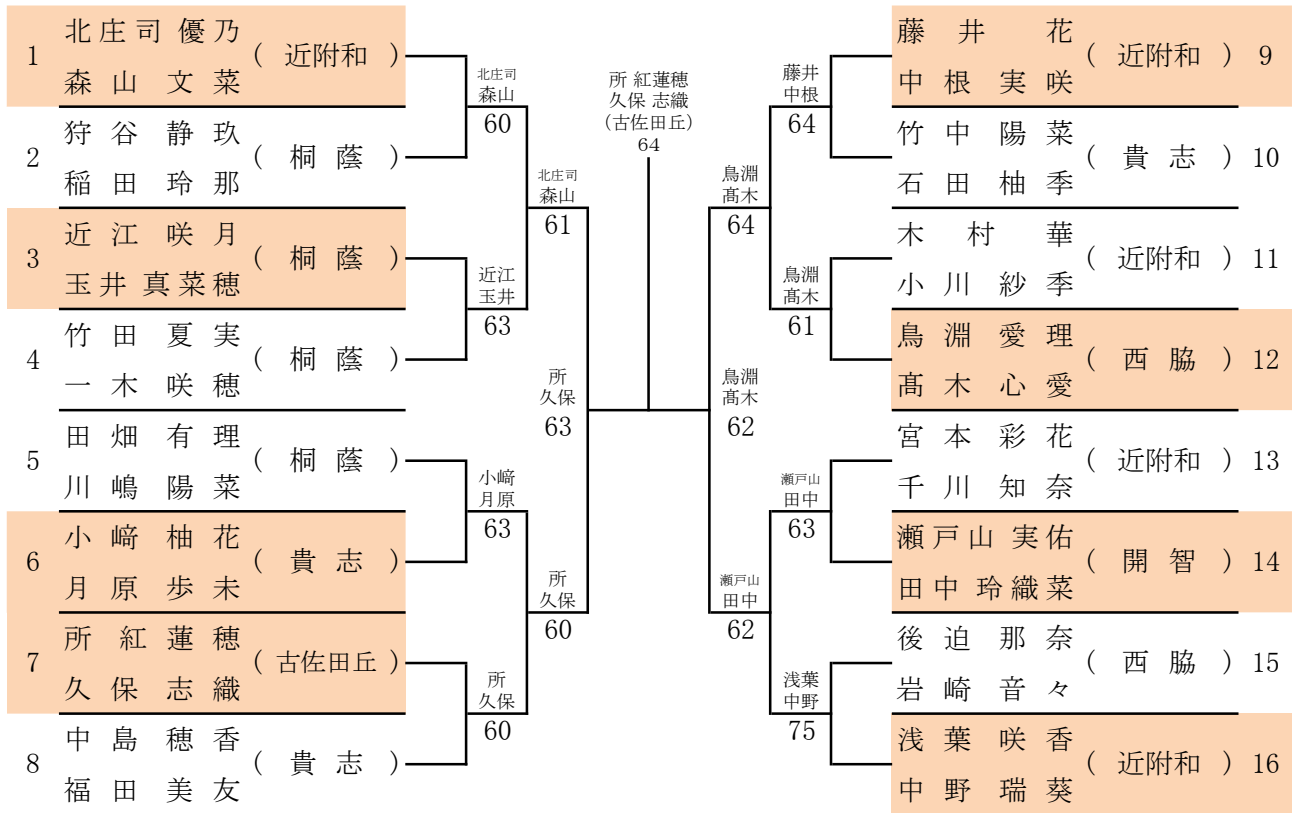 1 北庄司 優乃 ( 近附和 )
森山 文菜
2 狩谷 静玖 ( 桐蔭 )
稲田 玲那
3 近江 咲月 ( 桐蔭 )
玉井 真菜穂
4 竹田 夏実 ( 桐蔭 )
一木 咲穂
5 田畑 有理 ( 桐蔭 )
川嶋 陽菜
6 小﨑 柚花 ( 貴志 )
月原 歩未
7 所 紅蓮穂 ( 古佐田丘 )
久保 志織
8 中島 穂香 ( 貴志 )
福田 美友
北庄司
森山
60
近江
玉井
63
小﨑
月原
63
所
久保
60
北庄司
森山
61
所
久保
60
所
久保
63
所 紅蓮穂
久保 志織
(古佐田丘)
64
鳥淵
髙木
62
鳥淵
髙木
64
瀬戸山
田中
62
藤井
中根
64
鳥淵
髙木
61
瀬戸山
田中
63
浅葉
中野
75
藤井 花 ( 近附和 ) 9
中根 実咲
竹中 陽菜 ( 貴志 ) 10
石田 柚季
木村 華 ( 近附和 ) 11
小川 紗季
鳥淵 愛理 ( 西脇 ) 12
髙木 心愛
宮本 彩花 ( 近附和 ) 13
千川 知奈
瀬戸山 実佑 ( 開智 ) 14
田中 玲織菜
後迫 那奈 ( 西脇 ) 15
岩崎 音々
浅葉 咲香 ( 近附和 ) 16
中野 瑞葵